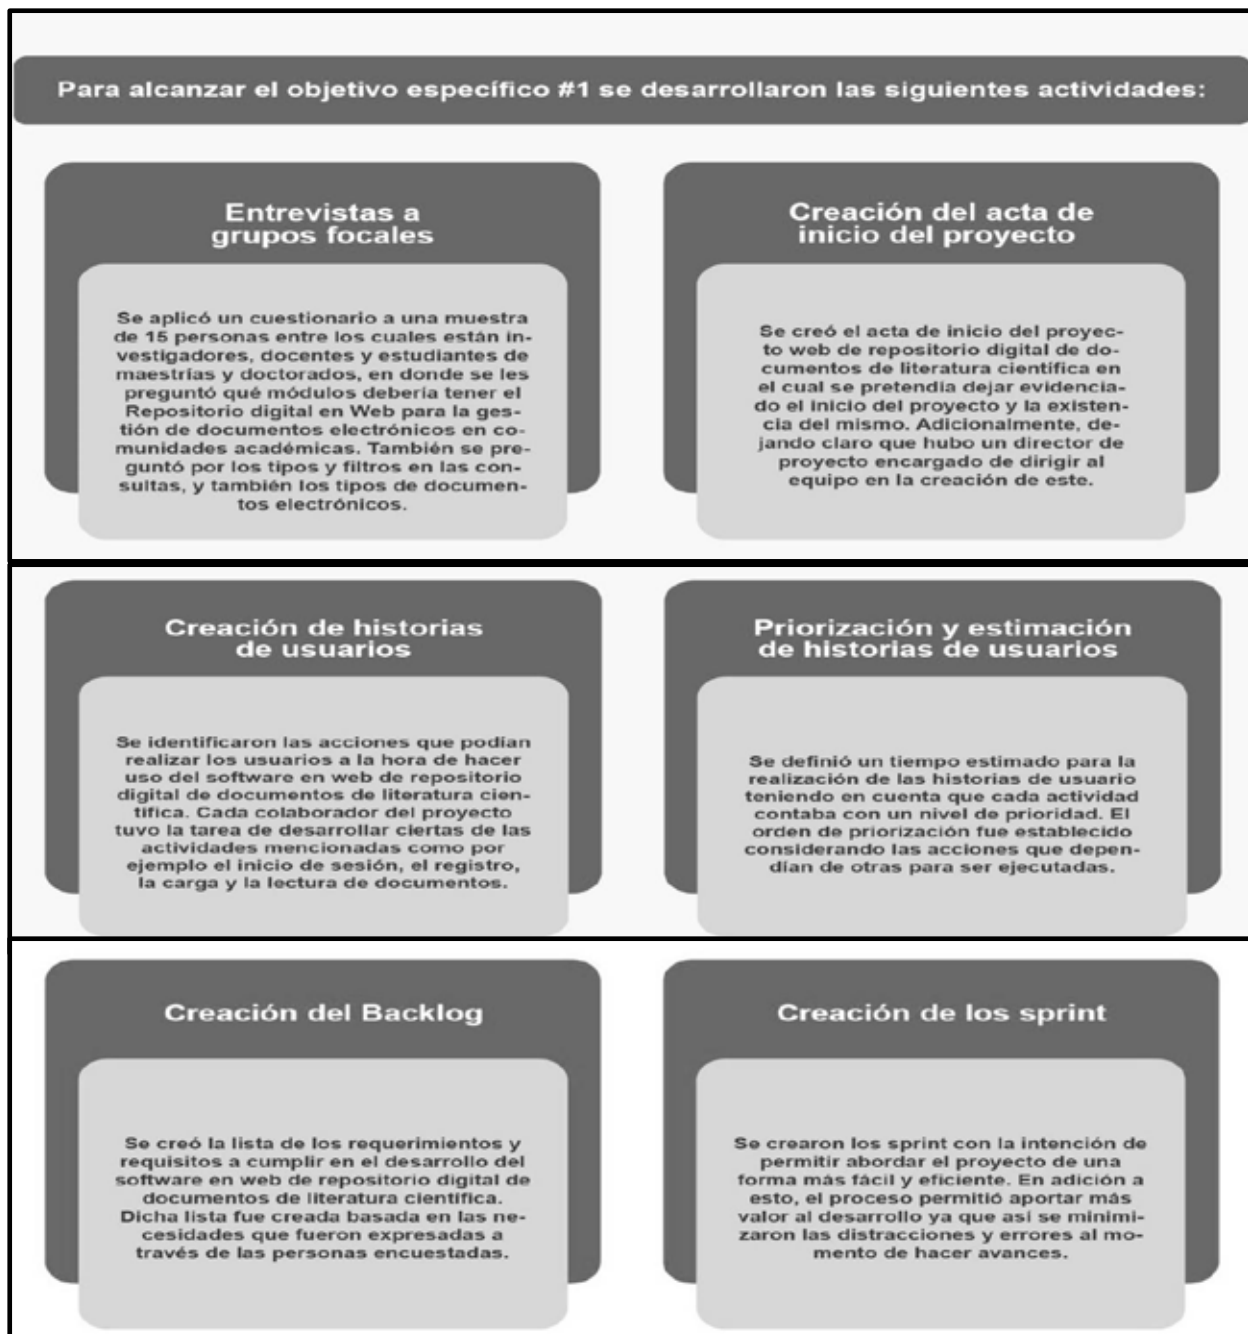 Para alcanzar el objetivo específico #1 se desarrollaron las siguientes actividades:
Entrevistas a
grupos focales
Se aplicó un cuestionario a una muestra
de 15 personas entre los cuales están in-
vestigadores, docentes y estudiantes de
maestrías y doctorados, en donde se les
preguntó qué módulos debería tener el
Repositorio digital en Web para la ges-
tión de documentos electrónicos en co-
munidades académicas. También se pre-
guntó por los tipos y filtros en las con-
sultas, y también los tipos de documen-
tos electrónicos.
Creación del acta de
inicio del proyecto
Se creó el acta de inicio del proyec-
to web de repositorio digital de do-
cumentos de literatura científica en
el cual se pretendía dejar evidencia-
do el inicio del proyecto y la existen-
cia del mismo. Adicionalmente, de-
jando claro que hubo un director de
proyecto encargado de dirigir al
equipo en la creación de este.
Creación de historias
de usuarios
Se identificaron las acciones que podían
realizar los usuarios a la hora de hacer
uso del software en web de repositorio
digital de documentos de literatura cien-
tífica. Cada colaborador del proyecto
tuvo la tarea de desarrollar ciertas de las
actividades mencionadas como por
ejemplo el inicio de sesión, el registro,
la carga y la lectura de documentos.
Priorización y estimación
de historias de usuarios
Se definió un tiempo estimado para la
realización de las historias de usuario
teniendo en cuenta que cada actividad
contaba con un nivel de prioridad. El
orden de priorización fue establecido
considerando las acciones que depen-
dían de otras para ser ejecutadas.
Creación del Backlog
Se creó la lista de los requerimientos y
requisitos a cumplir en el desarrollo del
software en web de repositorio digital de
documentos de literatura científica.
Dicha lista fue creada basada en las ne-
cesidades que fueron expresadas a
través de las personas encuestadas.
Creación de los sprint
Se crearon los sprint con la intención de
permitir abordar el proyecto de una
forma más fácil y eficiente. En adición a
esto, el proceso permitió aportar más
valor al desarrollo ya que así se minimi-
zaron las distracciones y errores al mo-
mento de hacer avances.